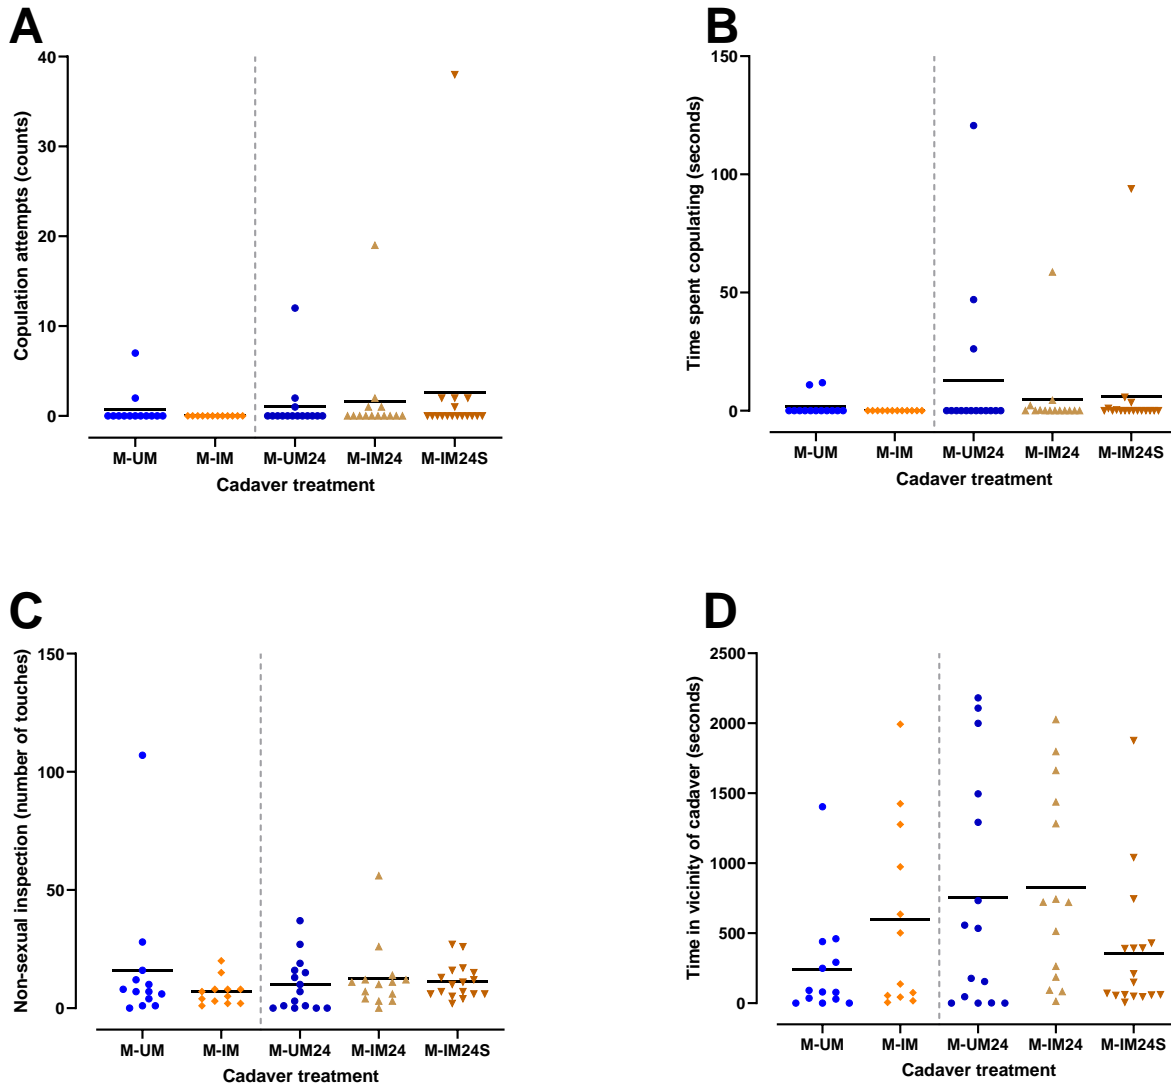 A
Copulation attempts (counts)
40
30
20
10
0
M-UM M-IM M-UM24 M-IM24 M-IM24S
Cadaver treatment
B
Time spent copulating (seconds)
150
100
50
0
M-UM M-IM M-UM24 M-IM24 M-IM24S
Cadaver treatment
C
Non-sexual inspection (number of touches)
150
100
50
0
M-UM M-IM M-UM24 M-IM24 M-IM24S
Cadaver treatment
D
Time in vicinity of cadaver (seconds)
2500
2000
1500
1000
500
0
M-UM M-IM M-UM24 M-IM24 M-IM24S
Cadaver treatment